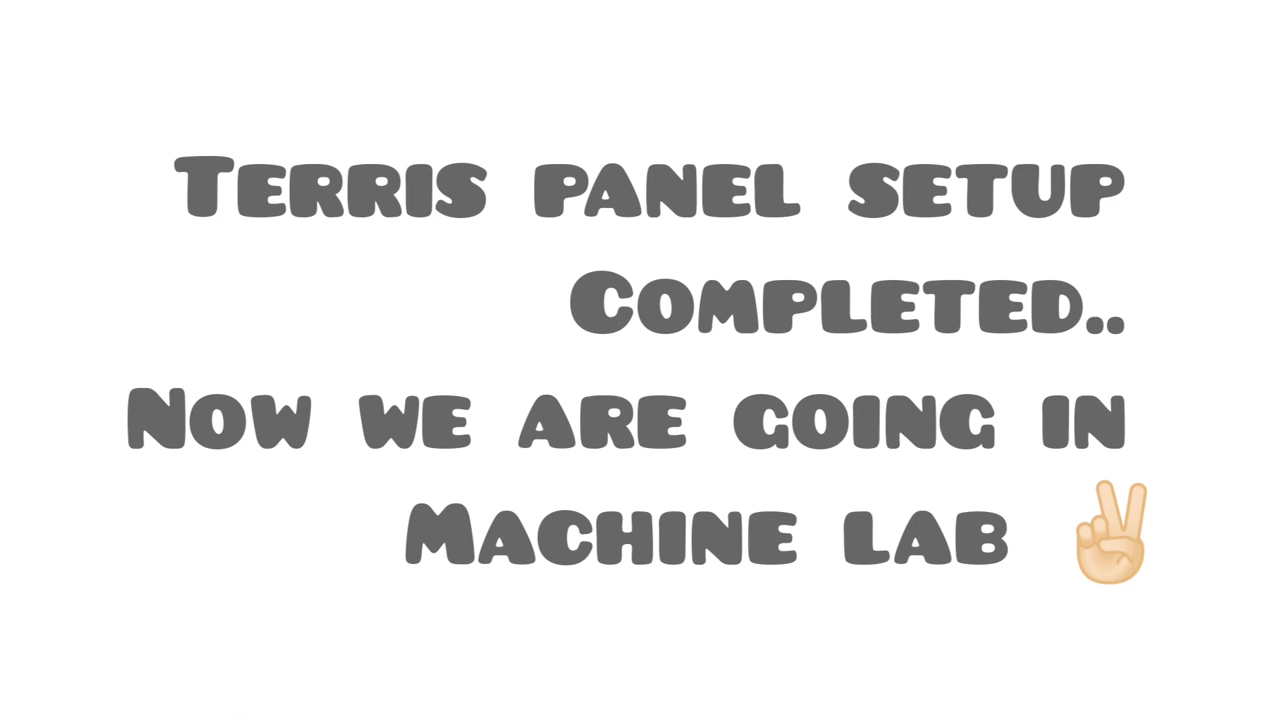 Terris panel setup
Completed..
Now we are going in
Machine lab ✌🏻